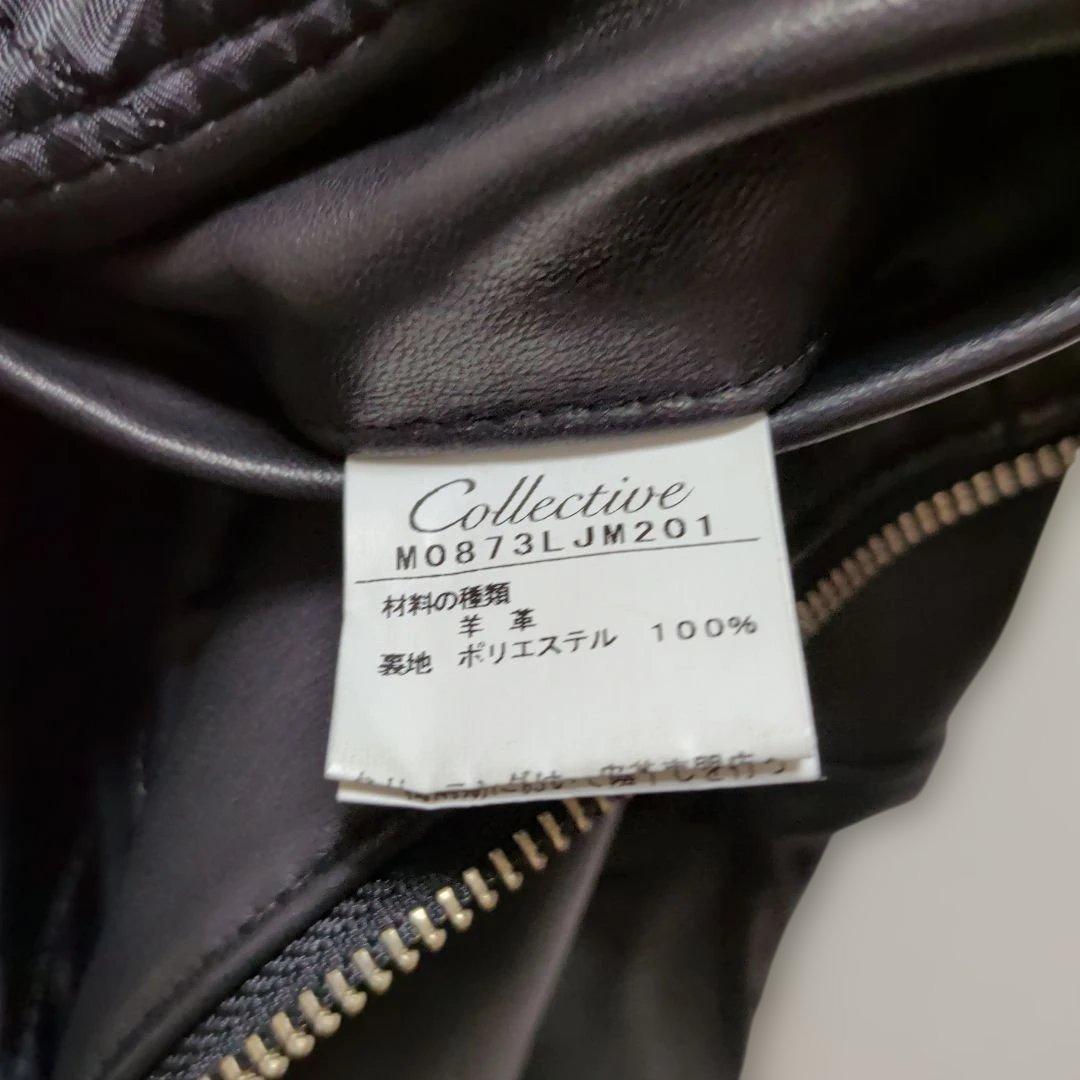 Collective
M0873LJM201
材料の種類
羊 革
裏地 ポリエステル 100%